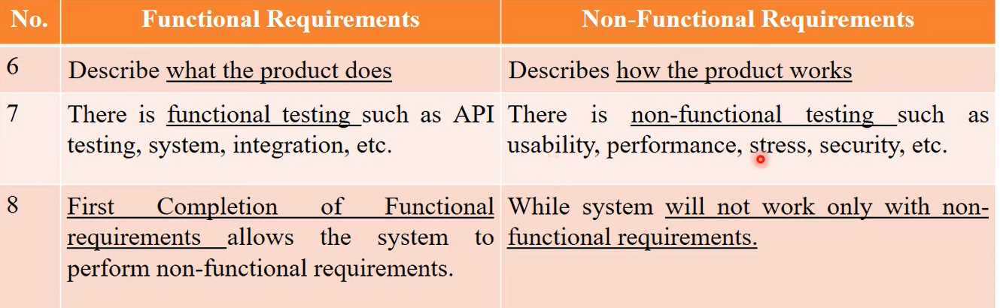 No. Functional Requirements Non-Functional Requirements
6 Describe what the product does Describes how the product works
7 There is functional testing such as API There is non-functional testing such as
testing, system, integration, etc. usability, performance, stress, security, etc.
8 First Completion of Functional While system will not work only with non-
requirements allows the system to functional requirements.
perform non-functional requirements.